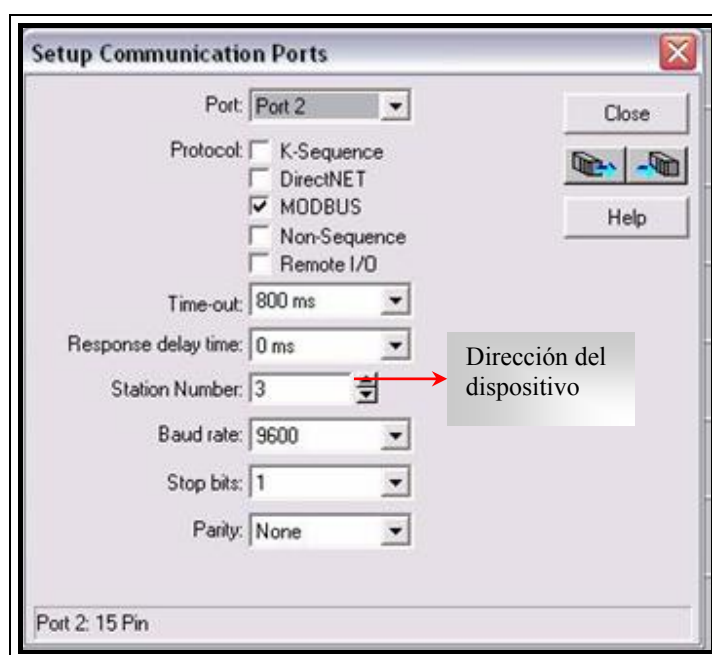 Setup Communication Ports
Port: Port 2
Close
Protocol: K-Sequence
DirectNET
MODBUS
Help
Non-Sequence
Remote I/O
Time-out: 800 ms
Response delay time: 0 ms
Dirección del
dispositivo
Station Number: 3
Baud rate: 9600
Stop bits: 1
Parity: None
Port 2: 15 Pin